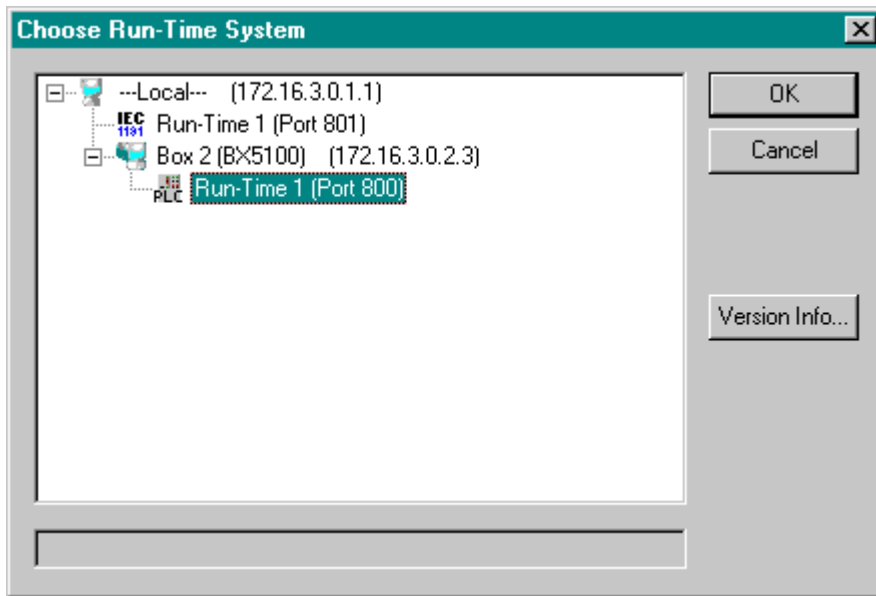 Choose Run-Time System
---Local--- (172.16.3.0.1.1)
IEC
1131
Run-Time 1 (Port 801)
Box 2 (BX5100) (172.16.3.0.2.3)
PLC
Run-Time 1 (Port 800)
OK
Cancel
Version Info...